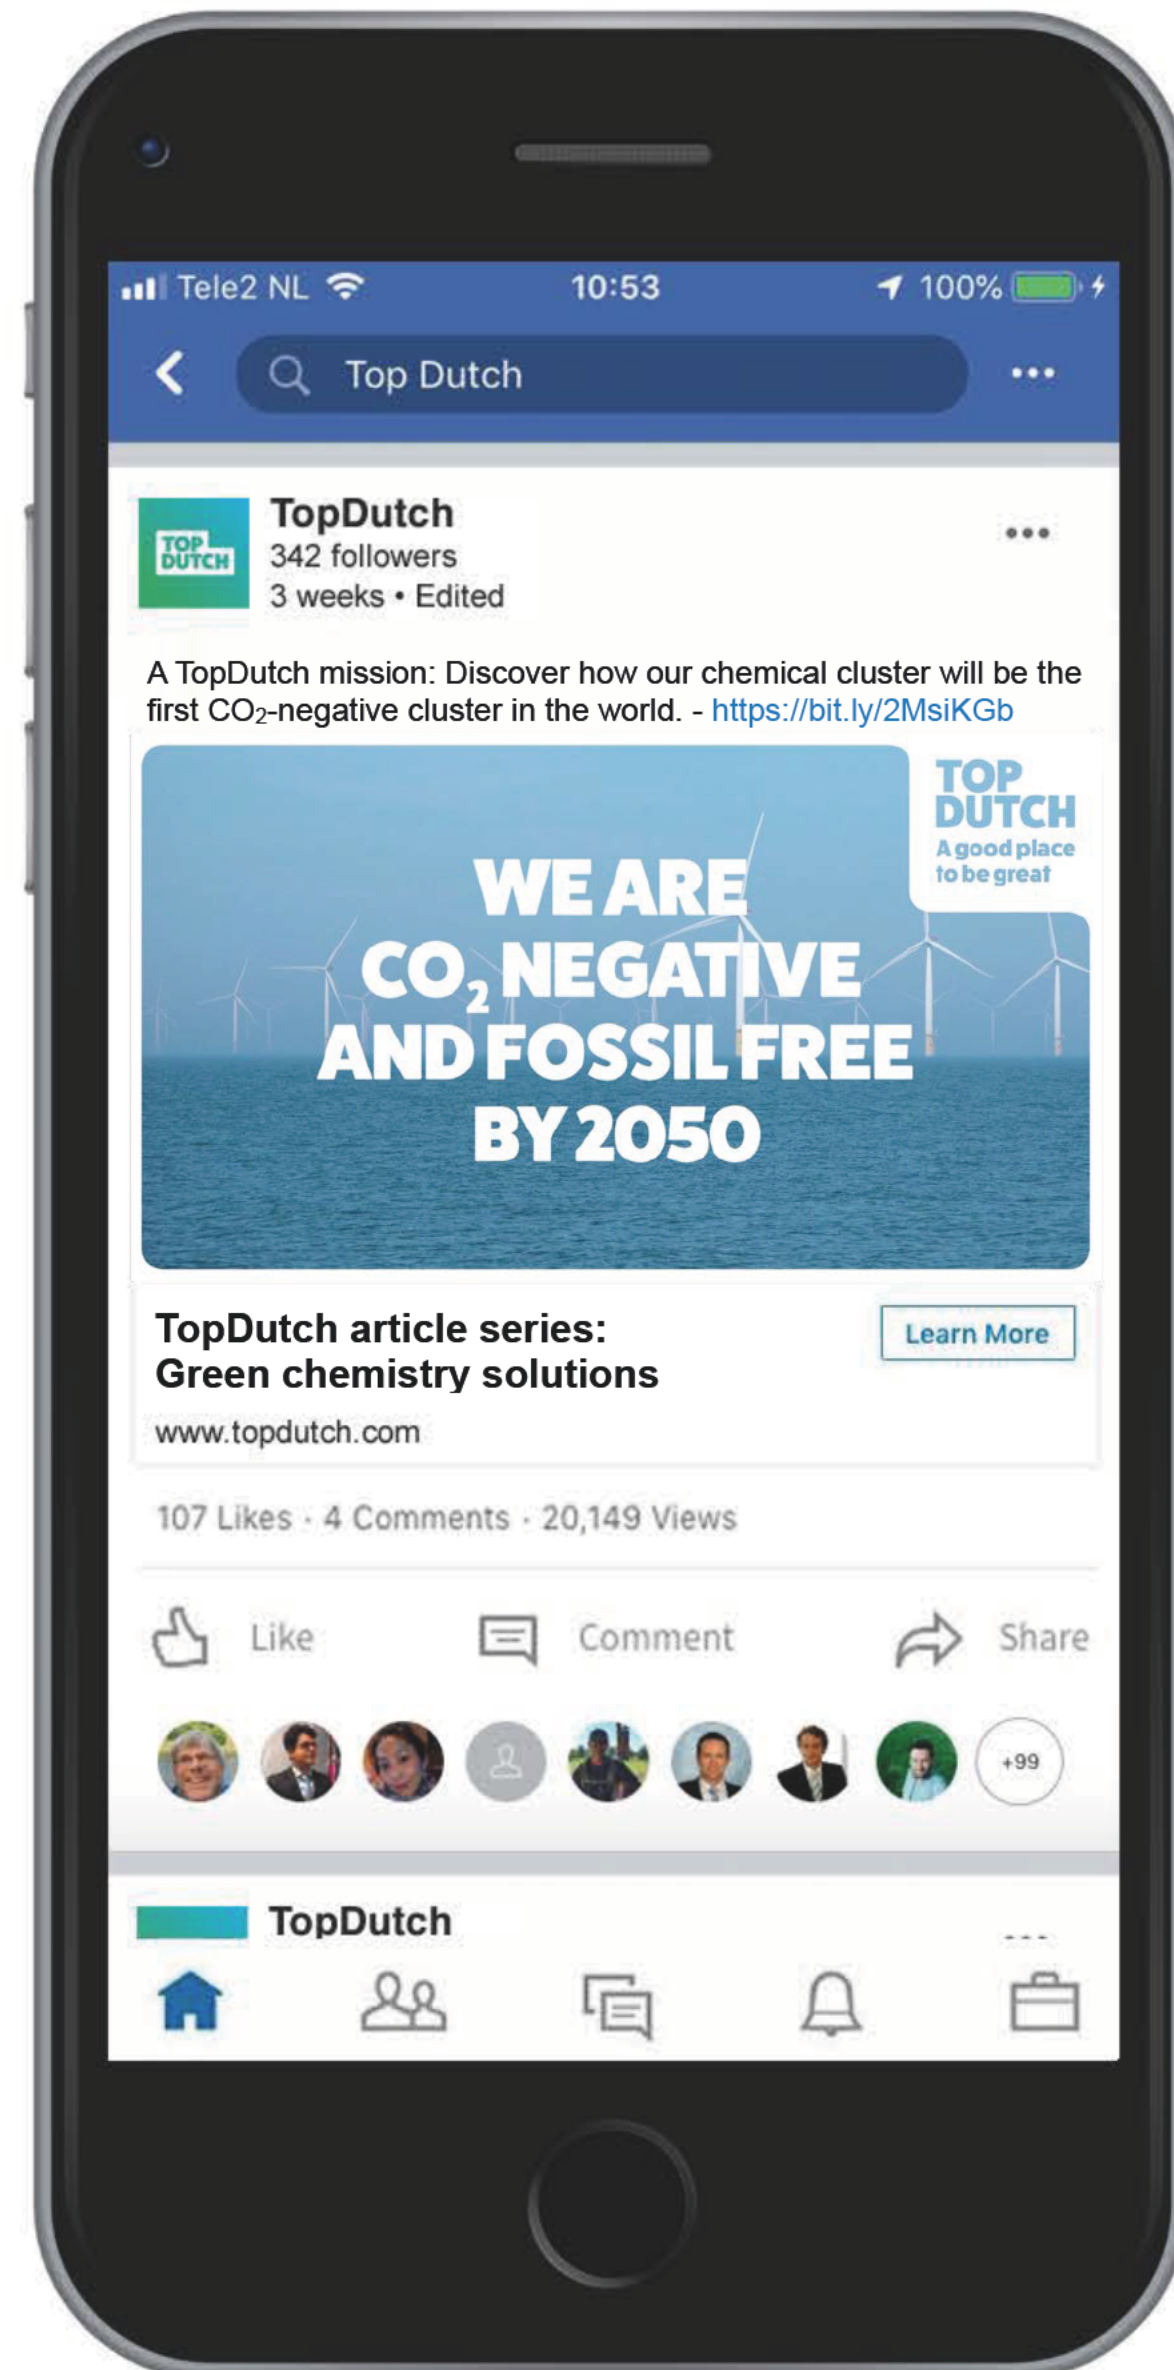 Tele2 NL 10:53 100%
Top Dutch
TOP
DUTCH
TopDutch
342 followers
3 weeks • Edited
A TopDutch mission: Discover how our chemical cluster will be the
first CO₂-negative cluster in the world. - https://bit.ly/2MsiKGb
TOP
DUTCH
A good place
to be great
WE ARE
CO₂ NEGATIVE
AND FOSSIL FREE
BY 2050
TopDutch article series:
Green chemistry solutions
Learn More
www.topdutch.com
107 Likes · 4 Comments · 20,149 Views
Like Comment Share
+99
TopDutch